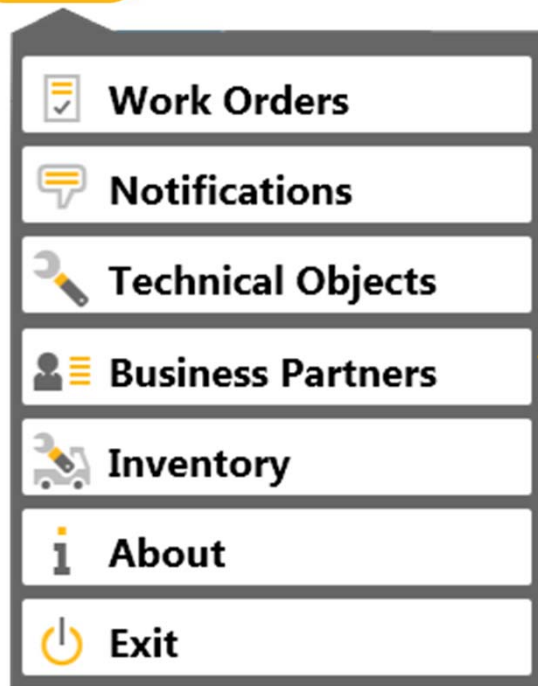 Work Orders
Notifications
Technical Objects
Business Partners
Inventory
About
Exit